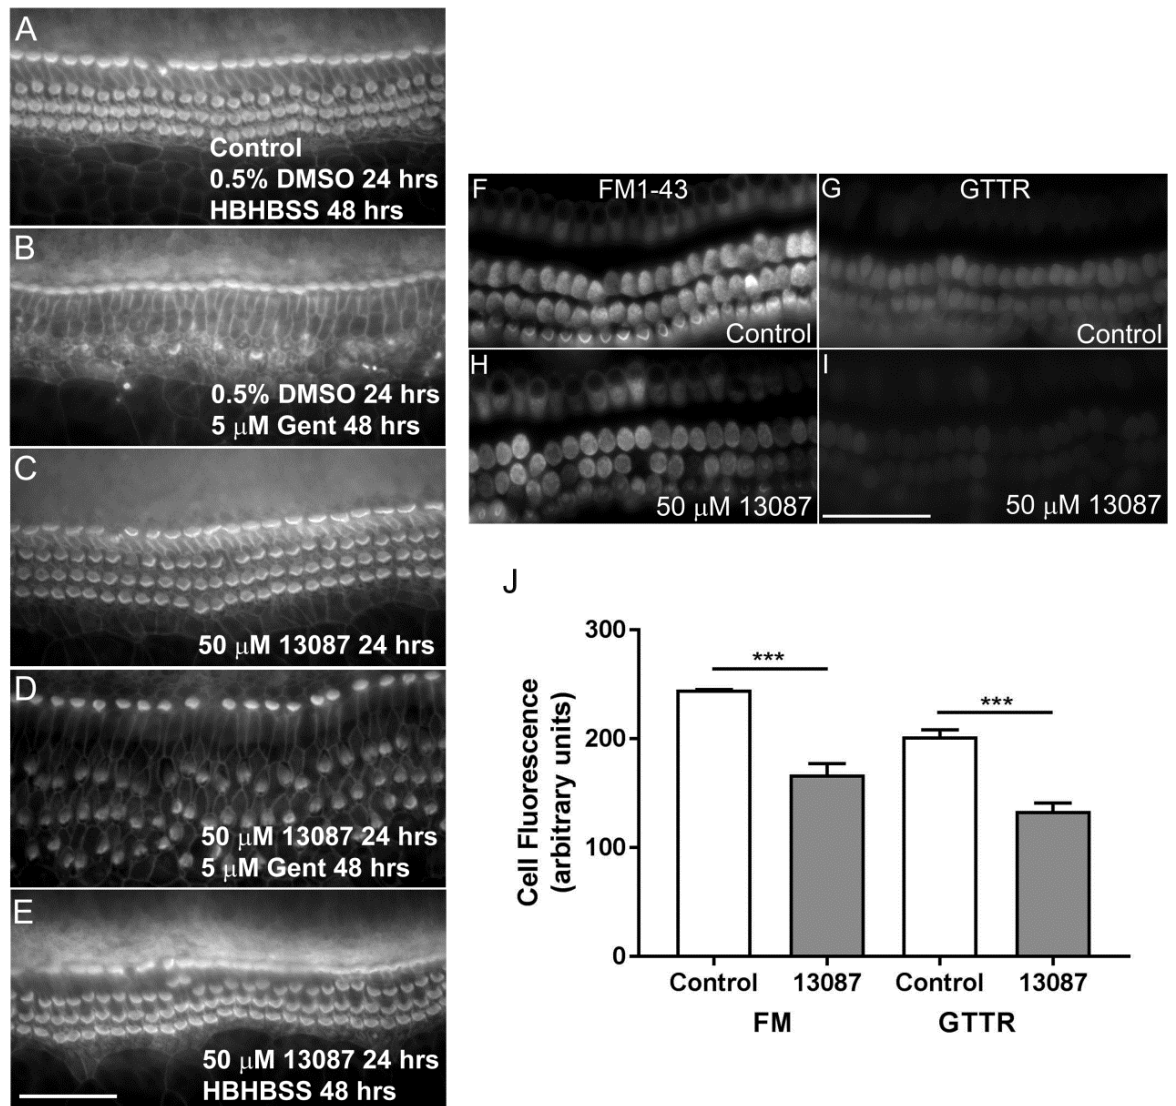 A
Control
0.5% DMSO 24 hrs
HBHBSS 48 hrs
B
0.5% DMSO 24 hrs
5 μM Gent 48 hrs
C
50 μM 13087 24 hrs
D
50 μM 13087 24 hrs
5 μM Gent 48 hrs
E
50 μM 13087 24 hrs
HBHBSS 48 hrs
F FM1-43
Control
G GTTR
Control
H
50 μM 13087
I
50 μM 13087
J
Cell Fluorescence
(arbitrary units)
300
200
100
0
*** ***
Control 13087 Control 13087
FM GTTR